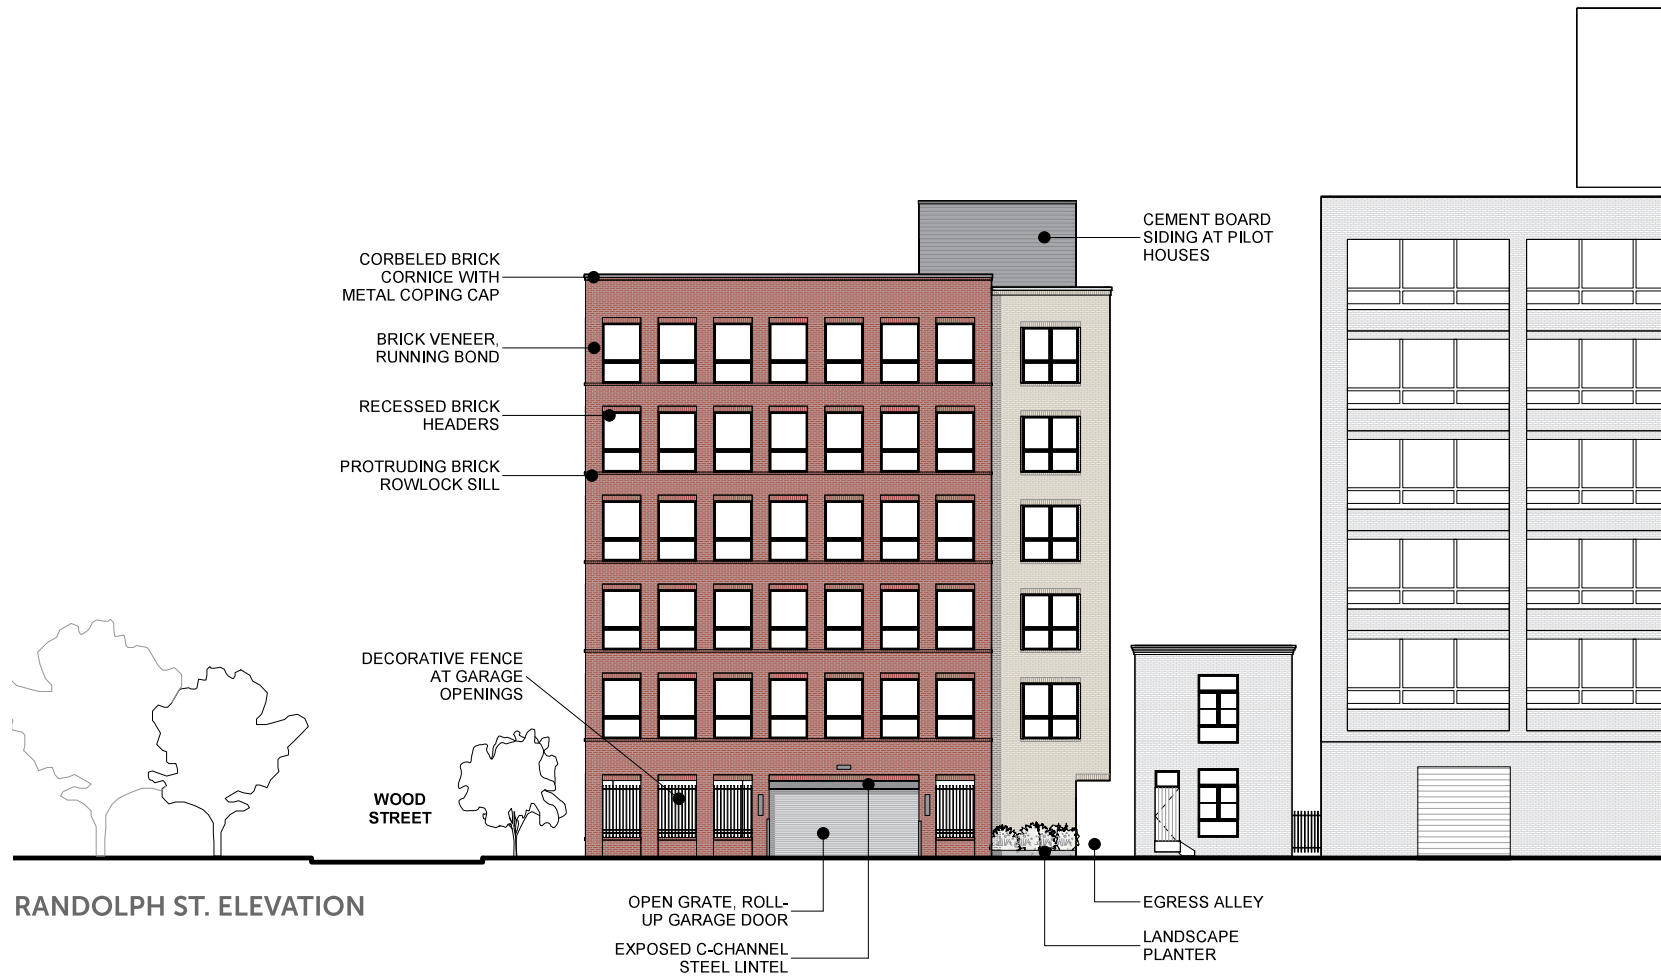 CEMENT BOARD
SIDING AT PILOT
HOUSES
CORBELED BRICK
CORNICE WITH
METAL COPING CAP
BRICK VENEER,
RUNNING BOND
RECESSED BRICK
HEADERS
PROTRUDING BRICK
ROWLOCK SILL
DECORATIVE FENCE
AT GARAGE
OPENINGS
WOOD
STREET
RANDOLPH ST. ELEVATION
OPEN GRATE, ROLL-
UP GARAGE DOOR
EXPOSED C-CHANNEL
STEEL LINTEL
EGRESS ALLEY
LANDSCAPE
PLANTER